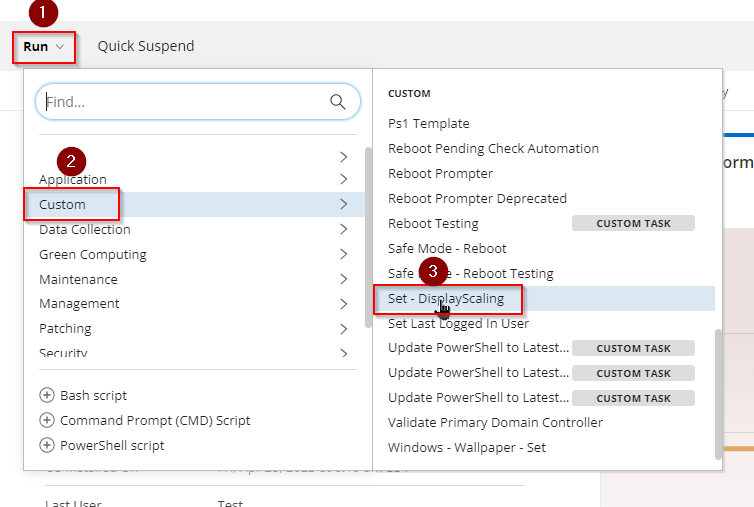 1
Run
Quick Suspend
Find...
2
Application
Custom
Data Collection
Green Computing
Maintenance
Management
Patching
Security
Bash script
Command Prompt (CMD) Script
PowerShell script
CUSTOM
Ps1 Template
Reboot Pending Check Automation
Reboot Prompter
Reboot Prompter Deprecated
Reboot Testing CUSTOM TASK
Safe Mode - Reboot
3
Safe - Reboot Testing
Set - DisplayScaling
Set Last Logged In User
Update PowerShell to Latest... CUSTOM TASK
Update PowerShell to Latest... CUSTOM TASK
Update PowerShell to Latest... CUSTOM TASK
Validate Primary Domain Controller
Windows - Wallpaper - Set
y
orm
Last User Test